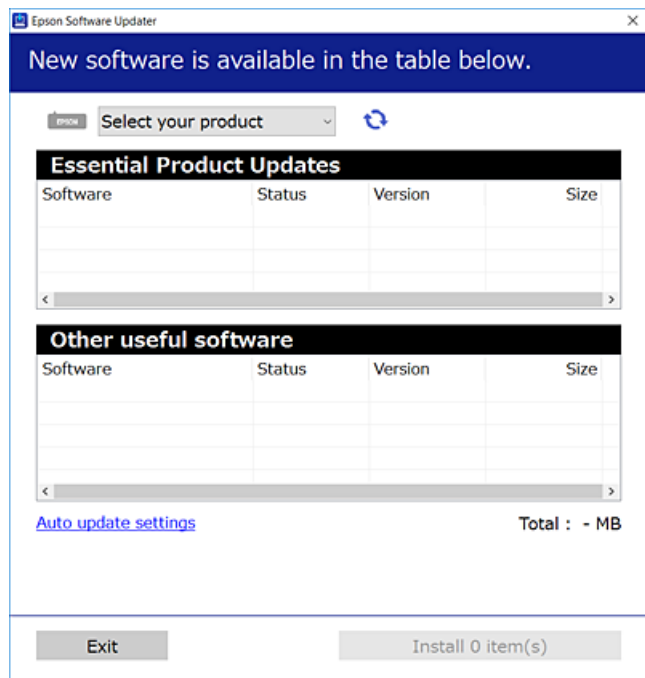 Epson Software Updater
New software is available in the table below.
EPSON Select your product
Essential Product Updates
Software Status Version Size
Other useful software
Software Status Version Size
Auto update settings Total : - MB
Exit Install 0 item(s)